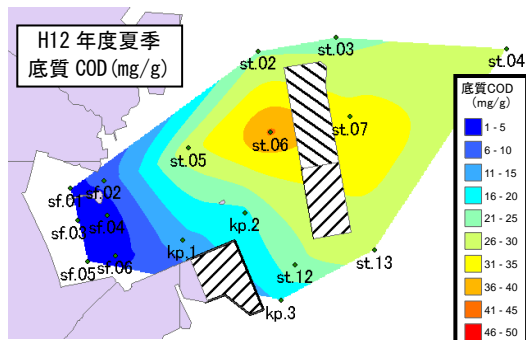 H12 年度夏季
底質 COD(mg/g)
st.03
st.02
st.04
st.07
st.06
st.05
sf.02
sf.01
sf.03
sf.04
kp.2
kp.1
st.13
sf.05
sf.06
st.12
kp.3
底質COD
(mg/g)
1 - 5
6 - 10
11 - 15
16 - 20
21 - 25
26 - 30
31 - 35
36 - 40
41 - 45
46 - 50